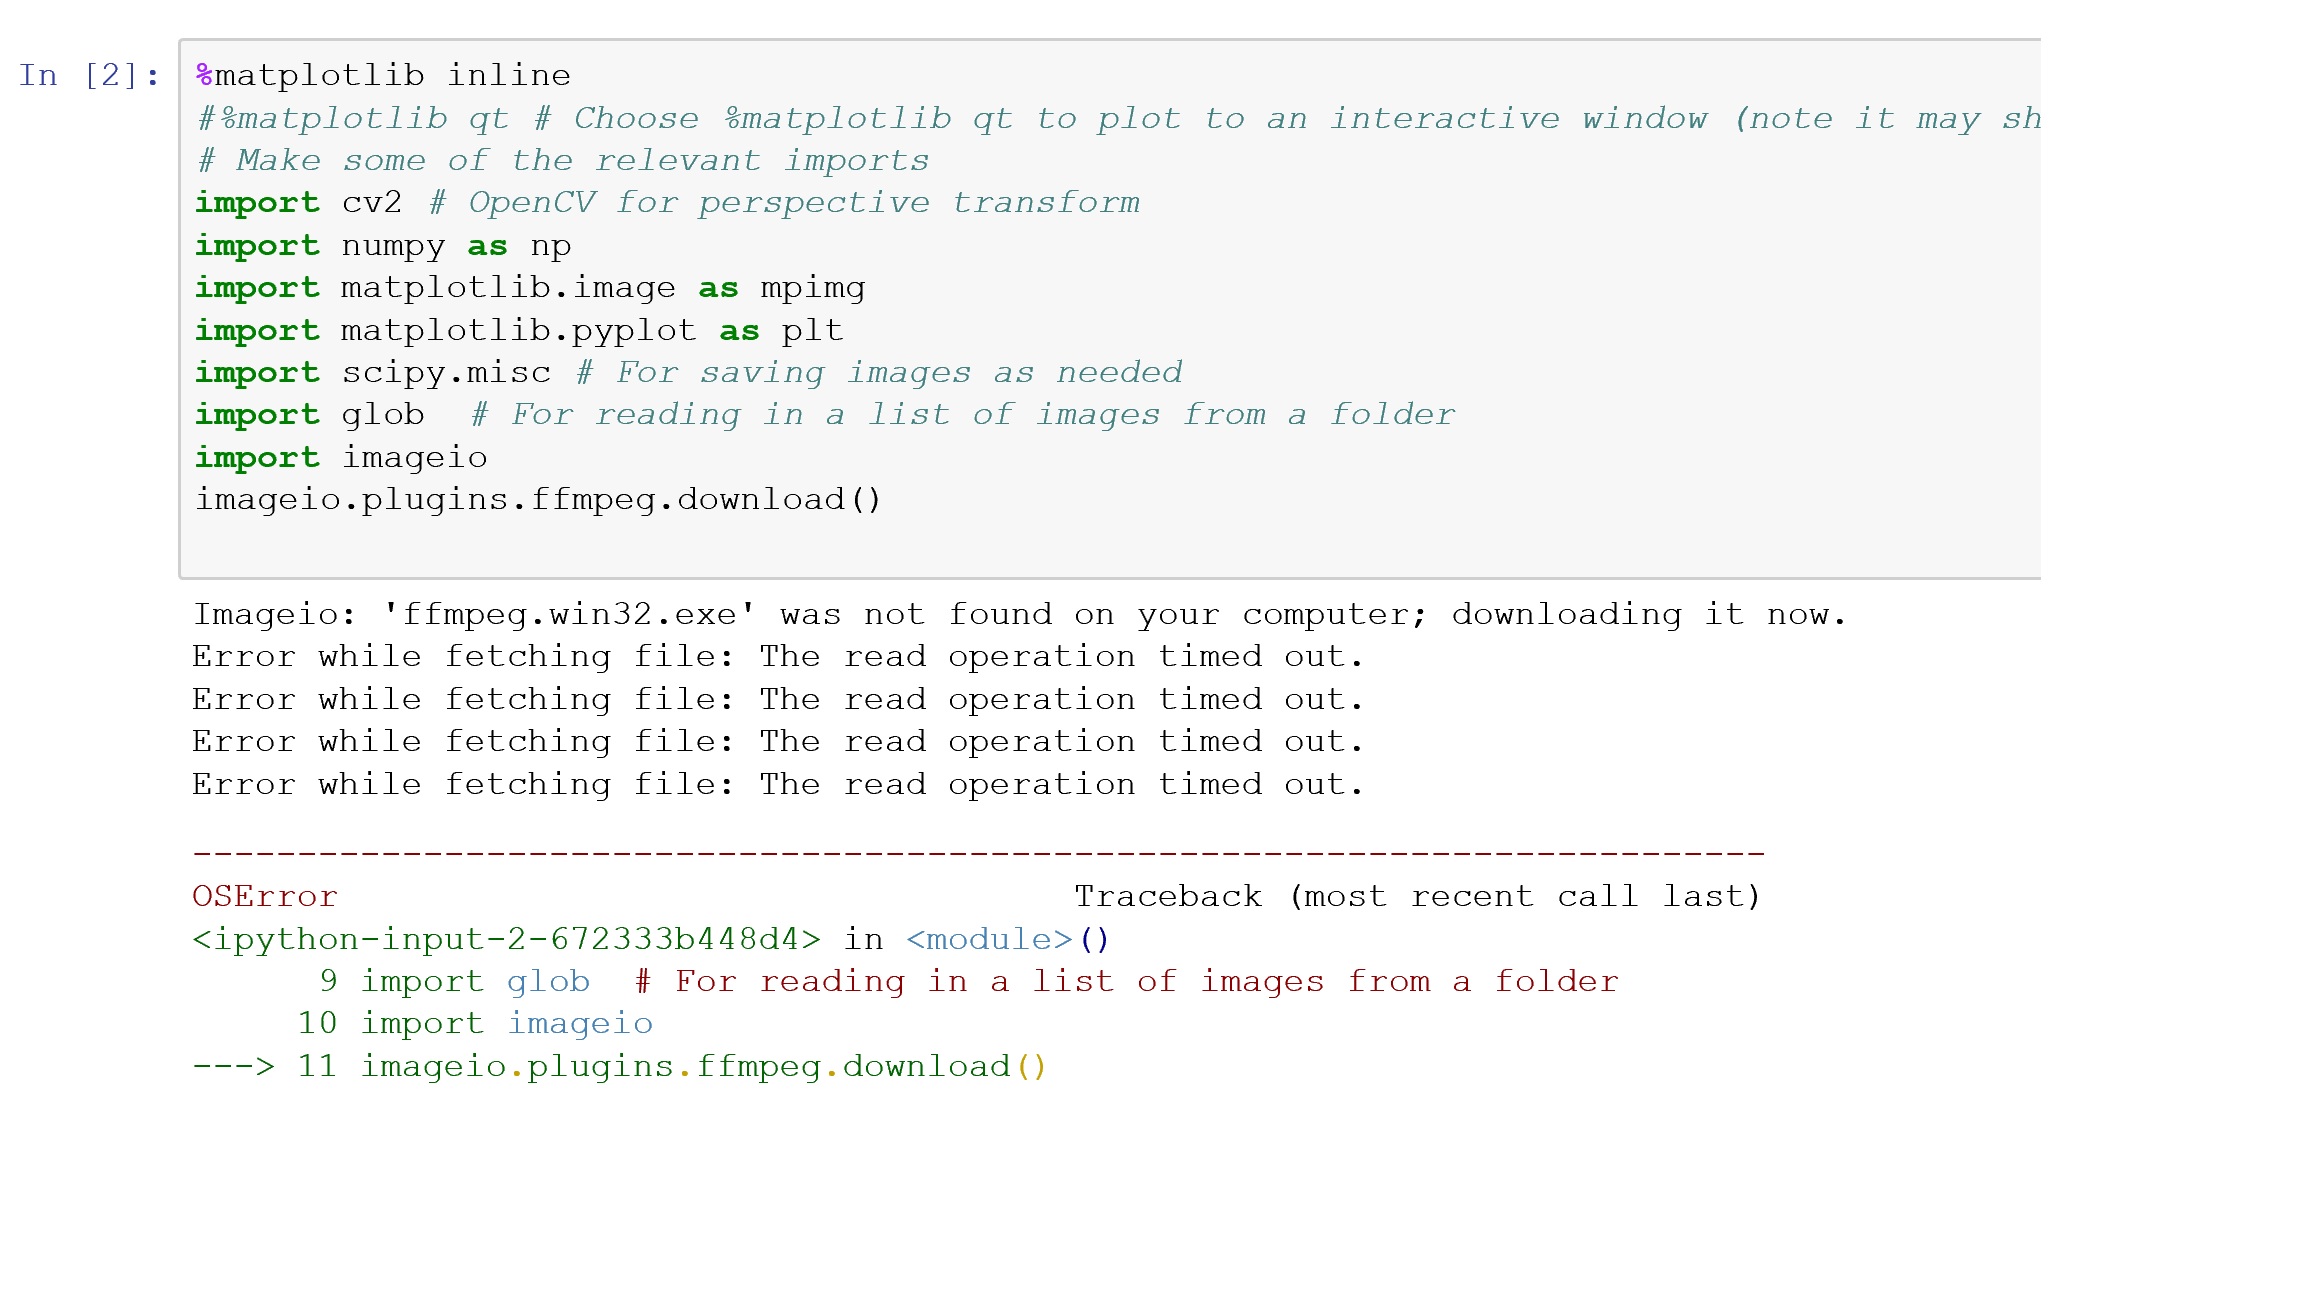 In [2]:
%matplotlib inline
#%matplotlib qt # Choose %matplotlib qt to plot to an interactive window (note it may sh
# Make some of the relevant imports
import cv2 # OpenCV for perspective transform
import numpy as np
import matplotlib.image as mpimg
import matplotlib.pyplot as plt
import scipy.misc # For saving images as needed
import glob  # For reading in a list of images from a folder
import imageio
imageio.plugins.ffmpeg.download()
Imageio: 'ffmpeg.win32.exe' was not found on your computer; downloading it now.
Error while fetching file: The read operation timed out.
Error while fetching file: The read operation timed out.
Error while fetching file: The read operation timed out.
Error while fetching file: The read operation timed out.
---------------------------------------------------------------------------
OSError                                   Traceback (most recent call last)
<ipython-input-2-672333b448d4> in <module>()
      9 import glob  # For reading in a list of images from a folder
     10 import imageio
---> 11 imageio.plugins.ffmpeg.download()